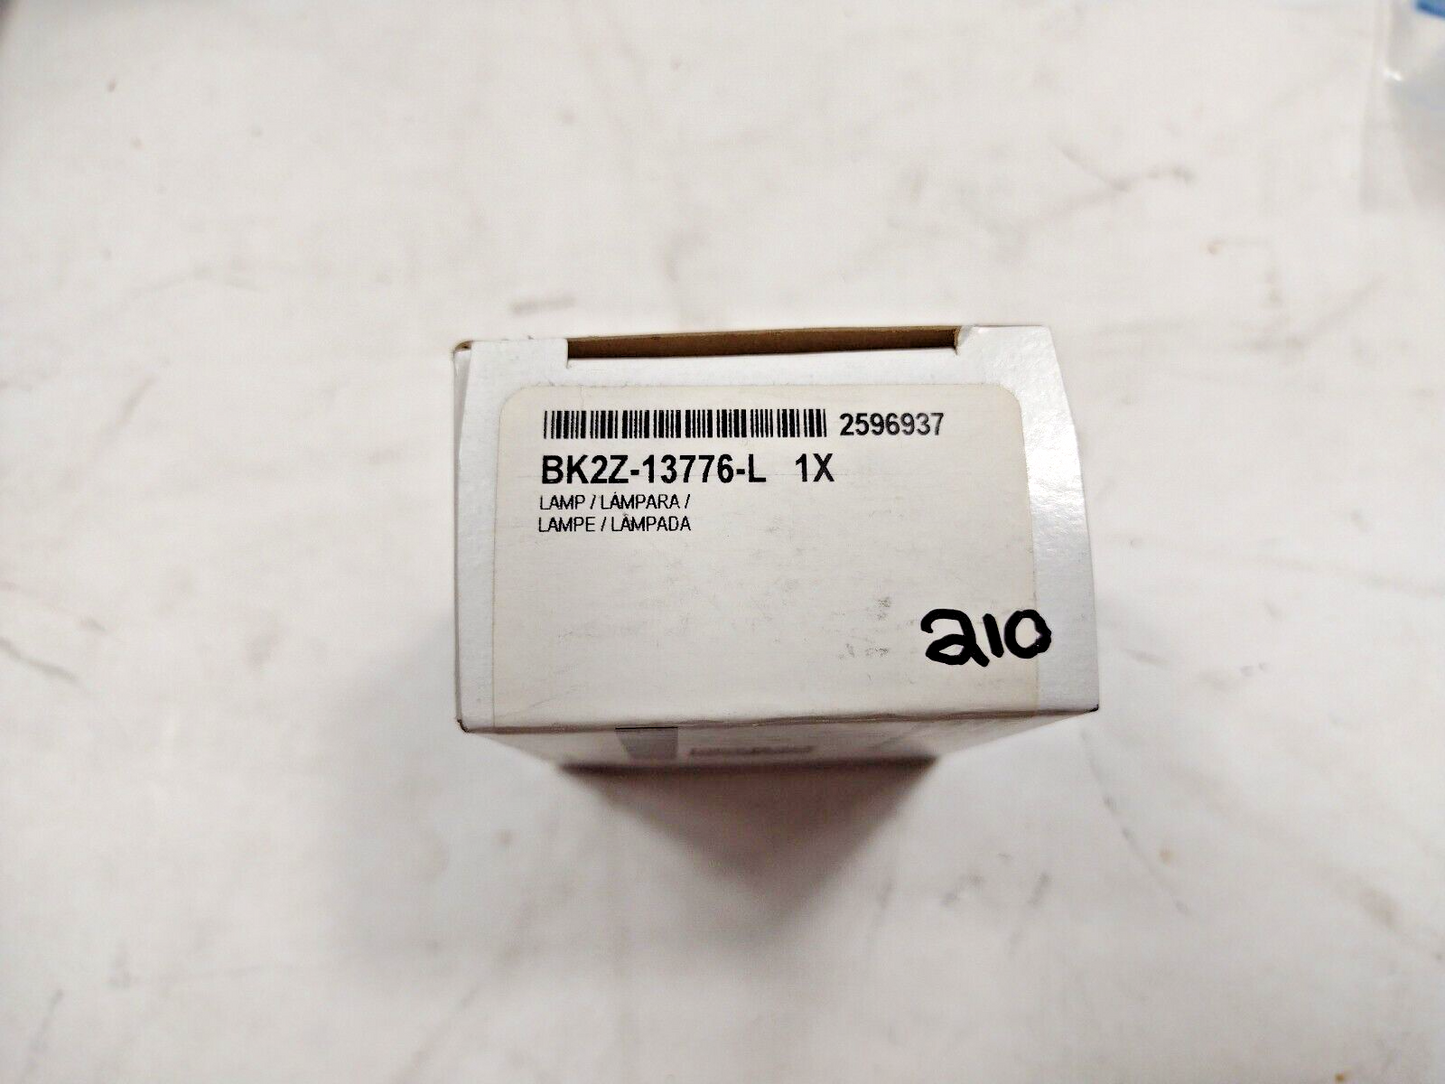 2596937
BK2Z-13776-L 1X
LAMP / LÁMPARA /
LAMPE / LÂMPADA
210